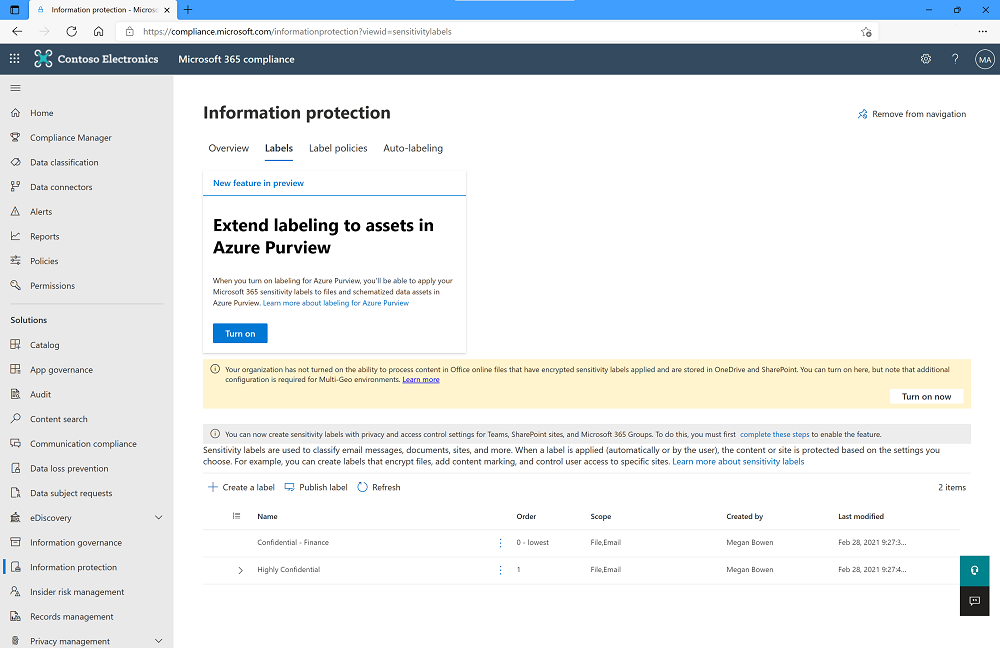 Information protection - Micros
https://compliance.microsoft.com/informationprotection?viewid=sensitivitylabels
Contoso Electronics
Microsoft 365 compliance
MA
Home
Compliance Manager
Data classification
Data connectors
Alerts
Reports
Policies
Permissions
Solutions
Catalog
App governance
Audit
Content search
Communication compliance
Data loss prevention
Data subject requests
eDiscovery
Information governance
Information protection
Insider risk management
Records management
Privacy management
Information protection
Remove from navigation
Overview Labels Label policies Auto-labeling
New feature in preview
Extend labeling to assets in
Azure Purview
When you turn on labeling for Azure Purview, you'll be able to apply your
Microsoft 365 sensitivity labels to files and schematized data assets in
Azure Purview. Learn more about labeling for Azure Purview
Turn on
Your organization has not turned on the ability to process content in Office online files that have encrypted sensitivity labels applied and are stored in OneDrive and SharePoint. You can turn on here, but note that additional
configuration is required for Multi-Geo environments. Learn more
Turn on now
You can now create sensitivity labels with privacy and access control settings for Teams, SharePoint sites, and Microsoft 365 Groups. To do this, you must first complete these steps to enable the feature.
Sensitivity labels are used to classify email messages, documents, sites, and more. When a label is applied (automatically or by the user), the content or site is protected based on the settings you
choose. For example, you can create labels that encrypt files, add content marking, and control user access to specific sites. Learn more about sensitivity labels
Create a label Publish label Refresh 2 items
Name Order Scope Created by Last modified
Confidential - Finance 0 - lowest File,Email Megan Bowen Feb 28, 2021 9:27:3...
Highly Confidential 1 File,Email Megan Bowen Feb 28, 2021 9:27:4...